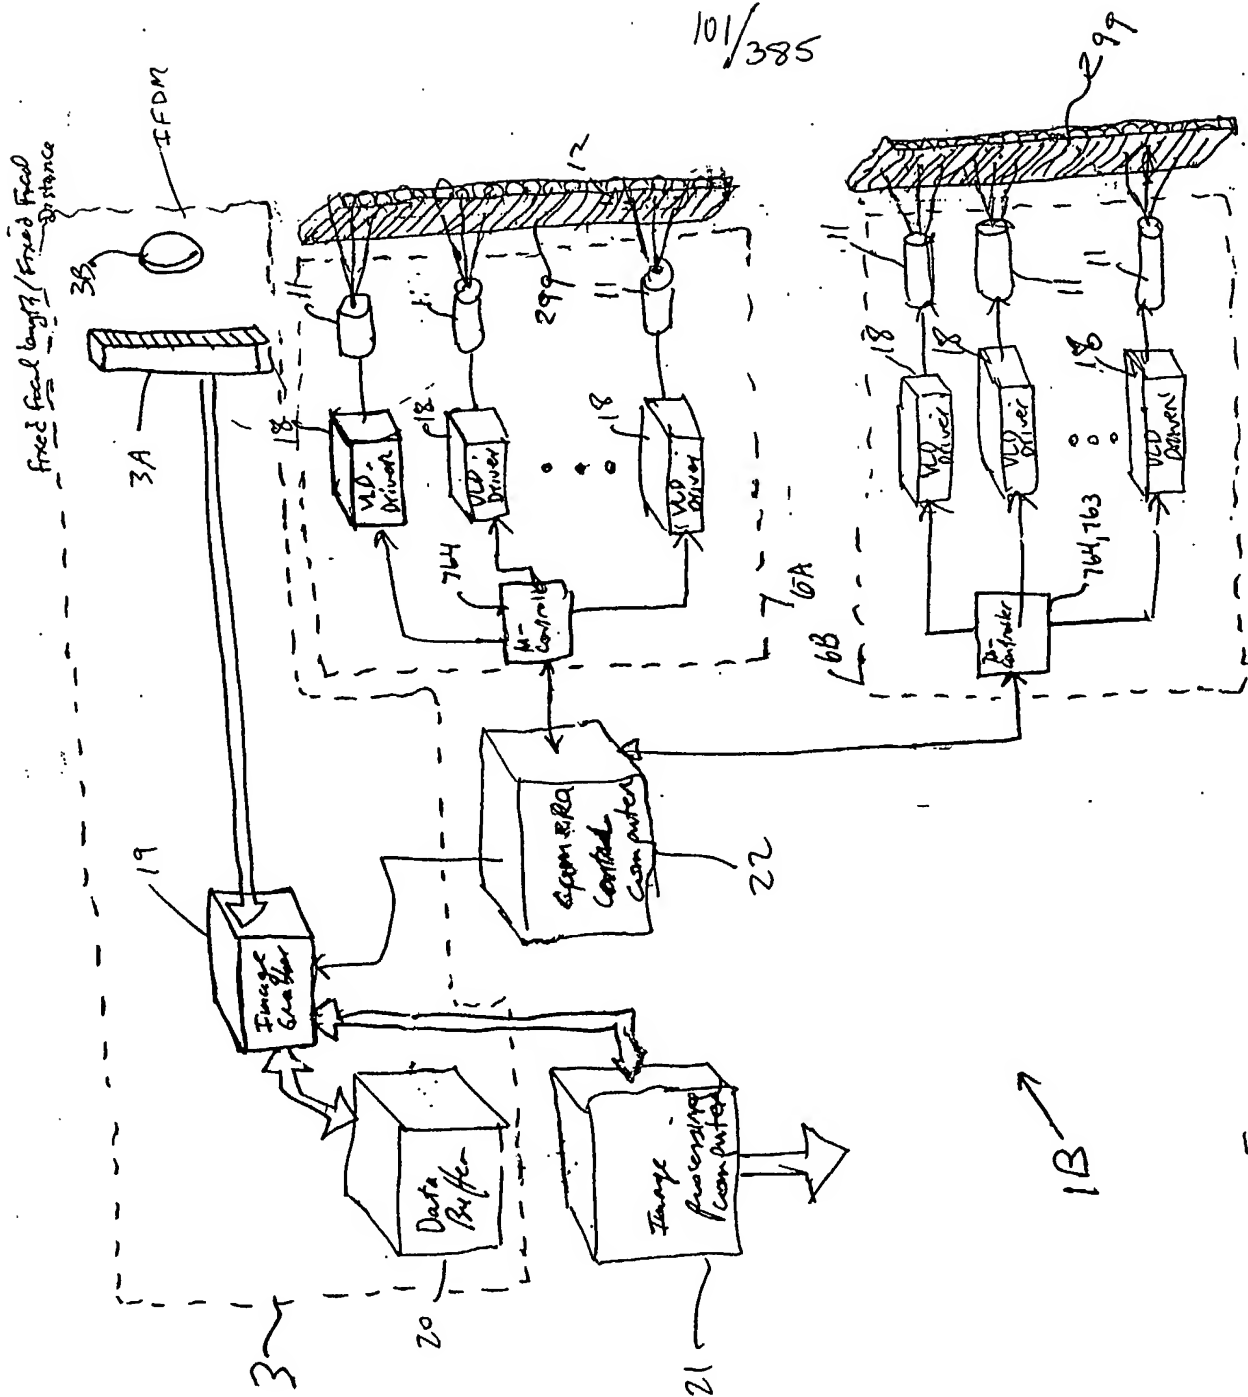 101/385
Fixed focal length/Fixed Focal
Distance
IFDM
3B
3A
18
VLD
Driver
11
18
VLD
Driver
11
18
VLD
Driver
11
12
299
764
μ-
Controller
6A
299
18
VLD
Driver
11
18
VLD
Driver
11
18
VLD
Driver
11
764, 763
μ-
Controller
6B
CAMERA
Control
Computer
22
19
Image
Grabber
Data
Buffer
20
Image
Processing
Computer
21
3
1B